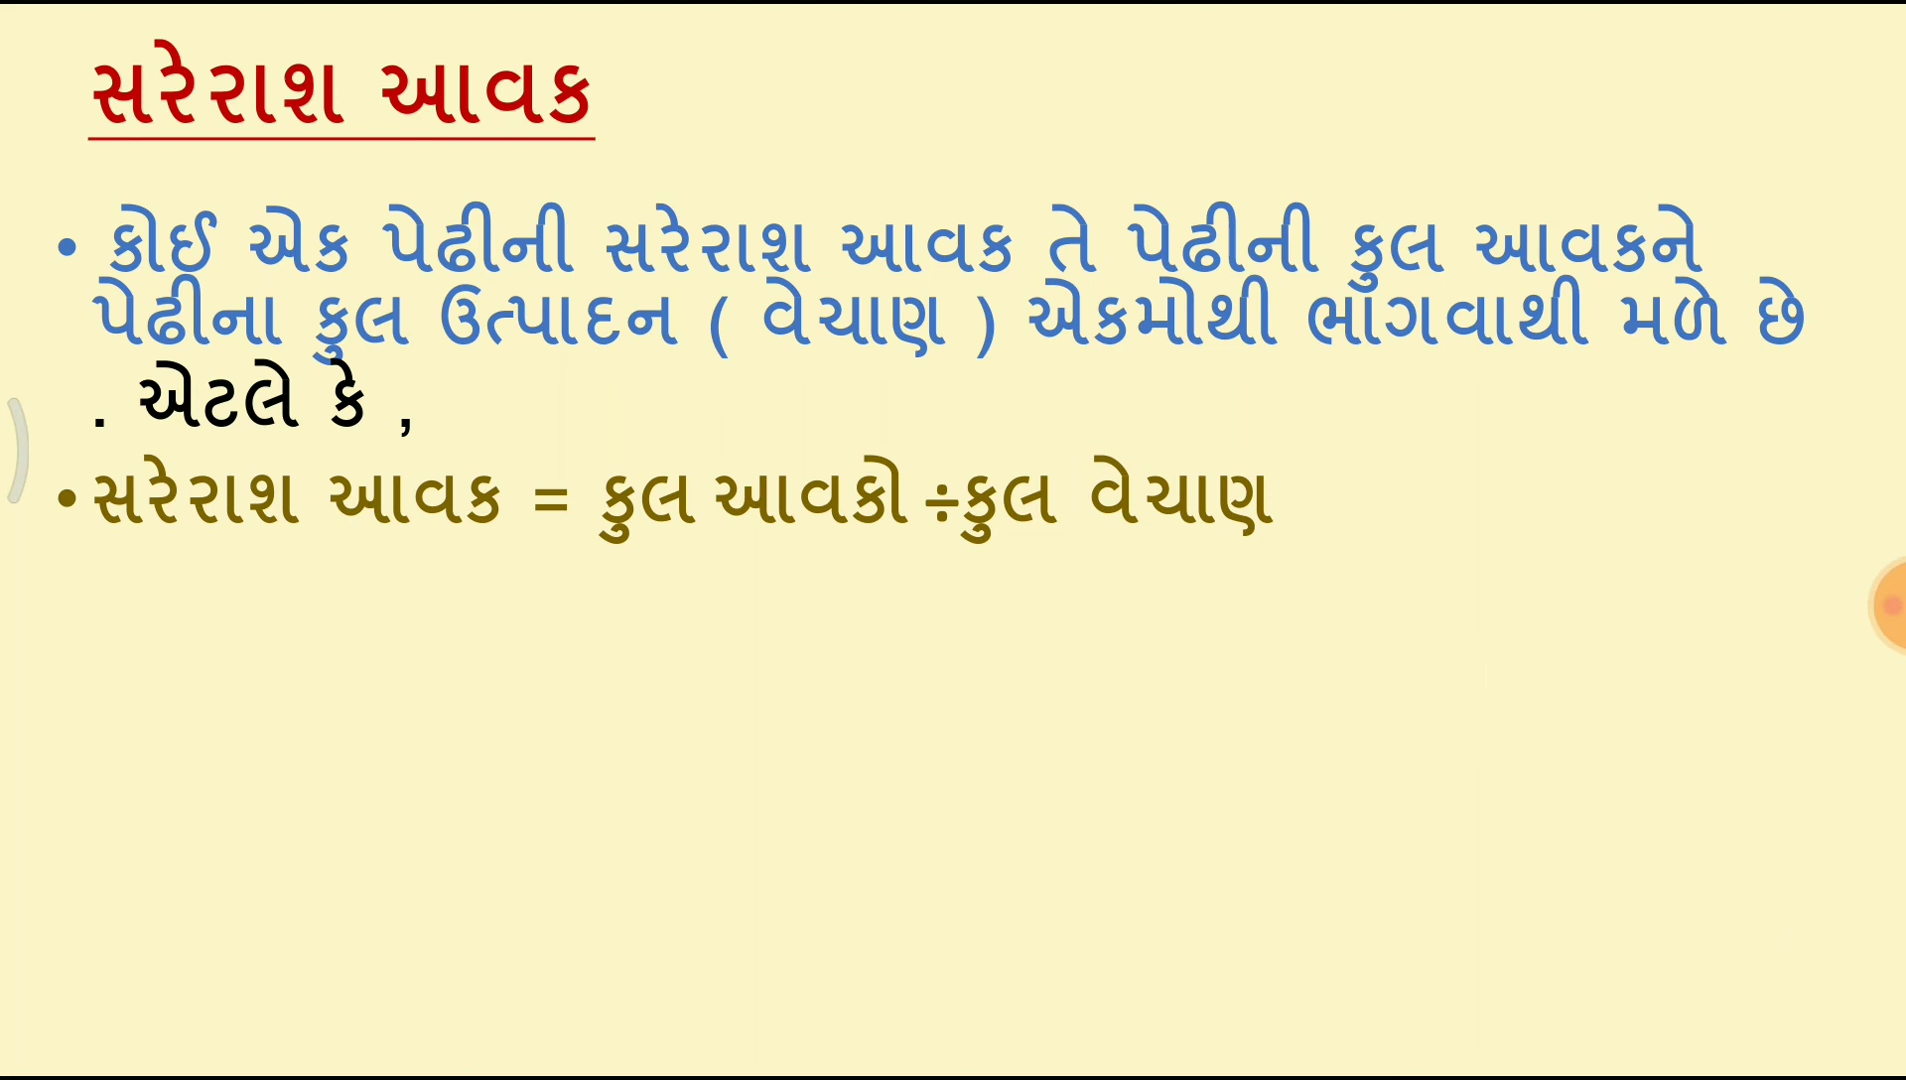 સરેરાશ આવક
• કોઈ એક પેઢીની સરેરાશ આવક તે પેઢીની કુલ આવકને
પેઢીના કુલ ઉત્પાદન ( વેચાણ ) એકમોથી ભાગવાથી મળે છે
. એટલે કે ,
• સરેરાશ આવક = કુલ આવકો ÷કુલ વેચાણ